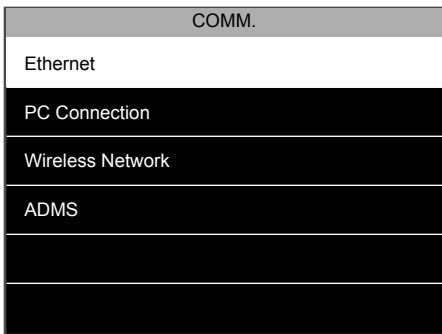 COMM.
Ethernet
PC Connection
Wireless Network
ADMS